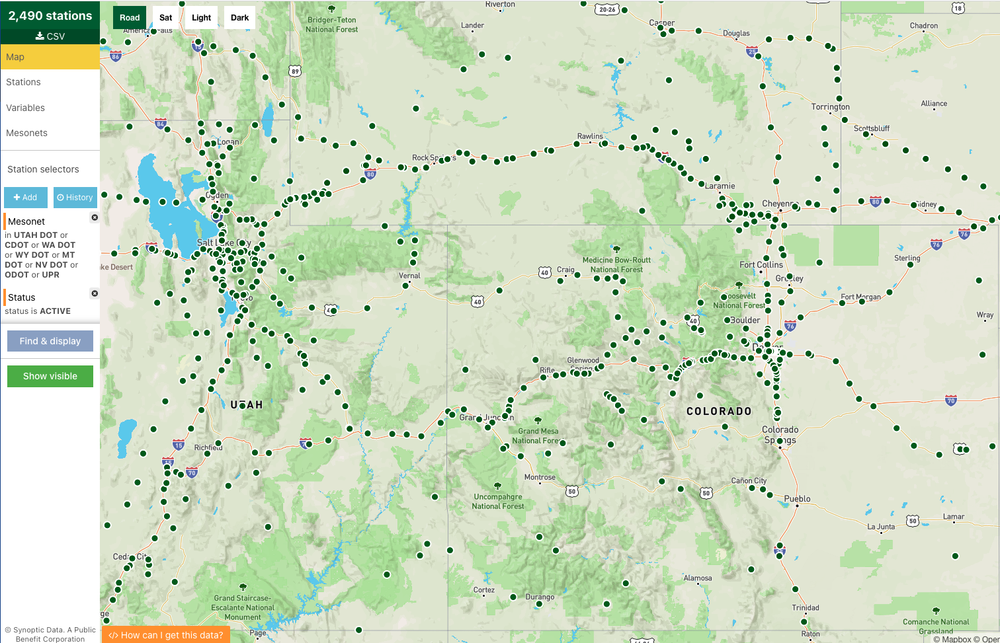 2,490 stations
CSV
Map
Stations
Variables
Mesonets
Station selectors
Add
History
Mesonet
in UTAH DOT or
CDOT or WA DOT
or WY DOT or MT
DOT or NV DOT or
ODOT or UPR
Status
status is ACTIVE
Find & display
Show visible
© Synoptic Data. A Public
Benefit Corporation
Road
Sat
Light
Dark
Riverton
20-26
18
Bridger-Teton
National Forest
Lander
Casper
Douglas
Chadron
86
15
89
25
Alliance
Torrington
Scottsbluff
84
Logan
Rawlins
Rock Springs
80
Laramie
Cheyenne
80
Sidney
Ogden
Salt Lake City
76
76
Medicine Bow-Routt
National Forest
Sterling
ke Desert
40
Craig
Vernal
Fort Collins
Greeley
40
Roosevelt
National Forest
Fort Morgan
Wray
40
Boulder
76
Glenwood
Springs
Rifle
UTAH
COLORADO
70
Grand Junction
Grand Mesa
National Forest
Colorado
Springs
15
Richfield
70
Montrose
50
Uncompahgre
National Forest
Cañon City
50
Pueblo
La Junta
50
Lamar
Cedar City
Alamosa
Cortez
Durango
Trinidad
Grand Staircase-
Escalante National
Monument
Comanche National
Grassland
Page
Raton
How can I get this data?
© Mapbox © Open